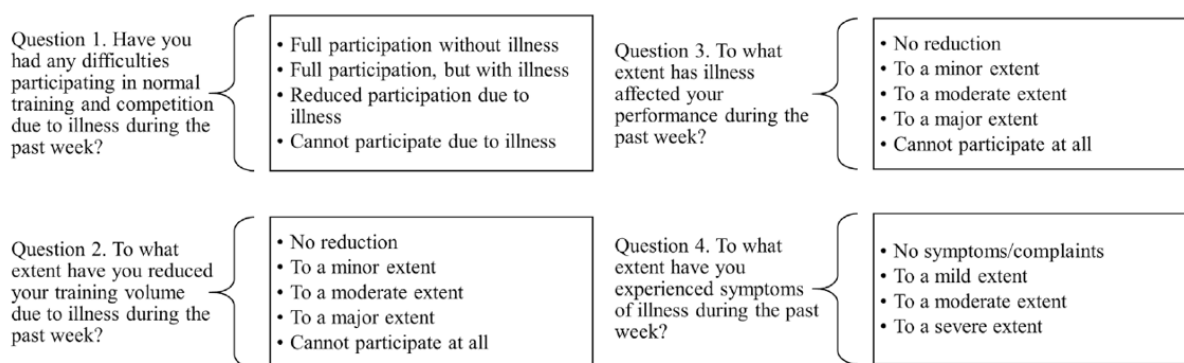 Question 1. Have you
had any difficulties
participating in normal
training and competition
due to illness during the
past week?
• Full participation without illness
• Full participation, but with illness
• Reduced participation due to
illness
• Cannot participate due to illness
Question 2. To what
extent have you reduced
your training volume
due to illness during the
past week?
• No reduction
• To a minor extent
• To a moderate extent
• To a major extent
• Cannot participate at all
Question 3. To what
extent has illness
affected your
performance during the
past week?
• No reduction
• To a minor extent
• To a moderate extent
• To a major extent
• Cannot participate at all
Question 4. To what
extent have you
experienced symptoms
of illness during the past
week?
• No symptoms/complaints
• To a mild extent
• To a moderate extent
• To a severe extent